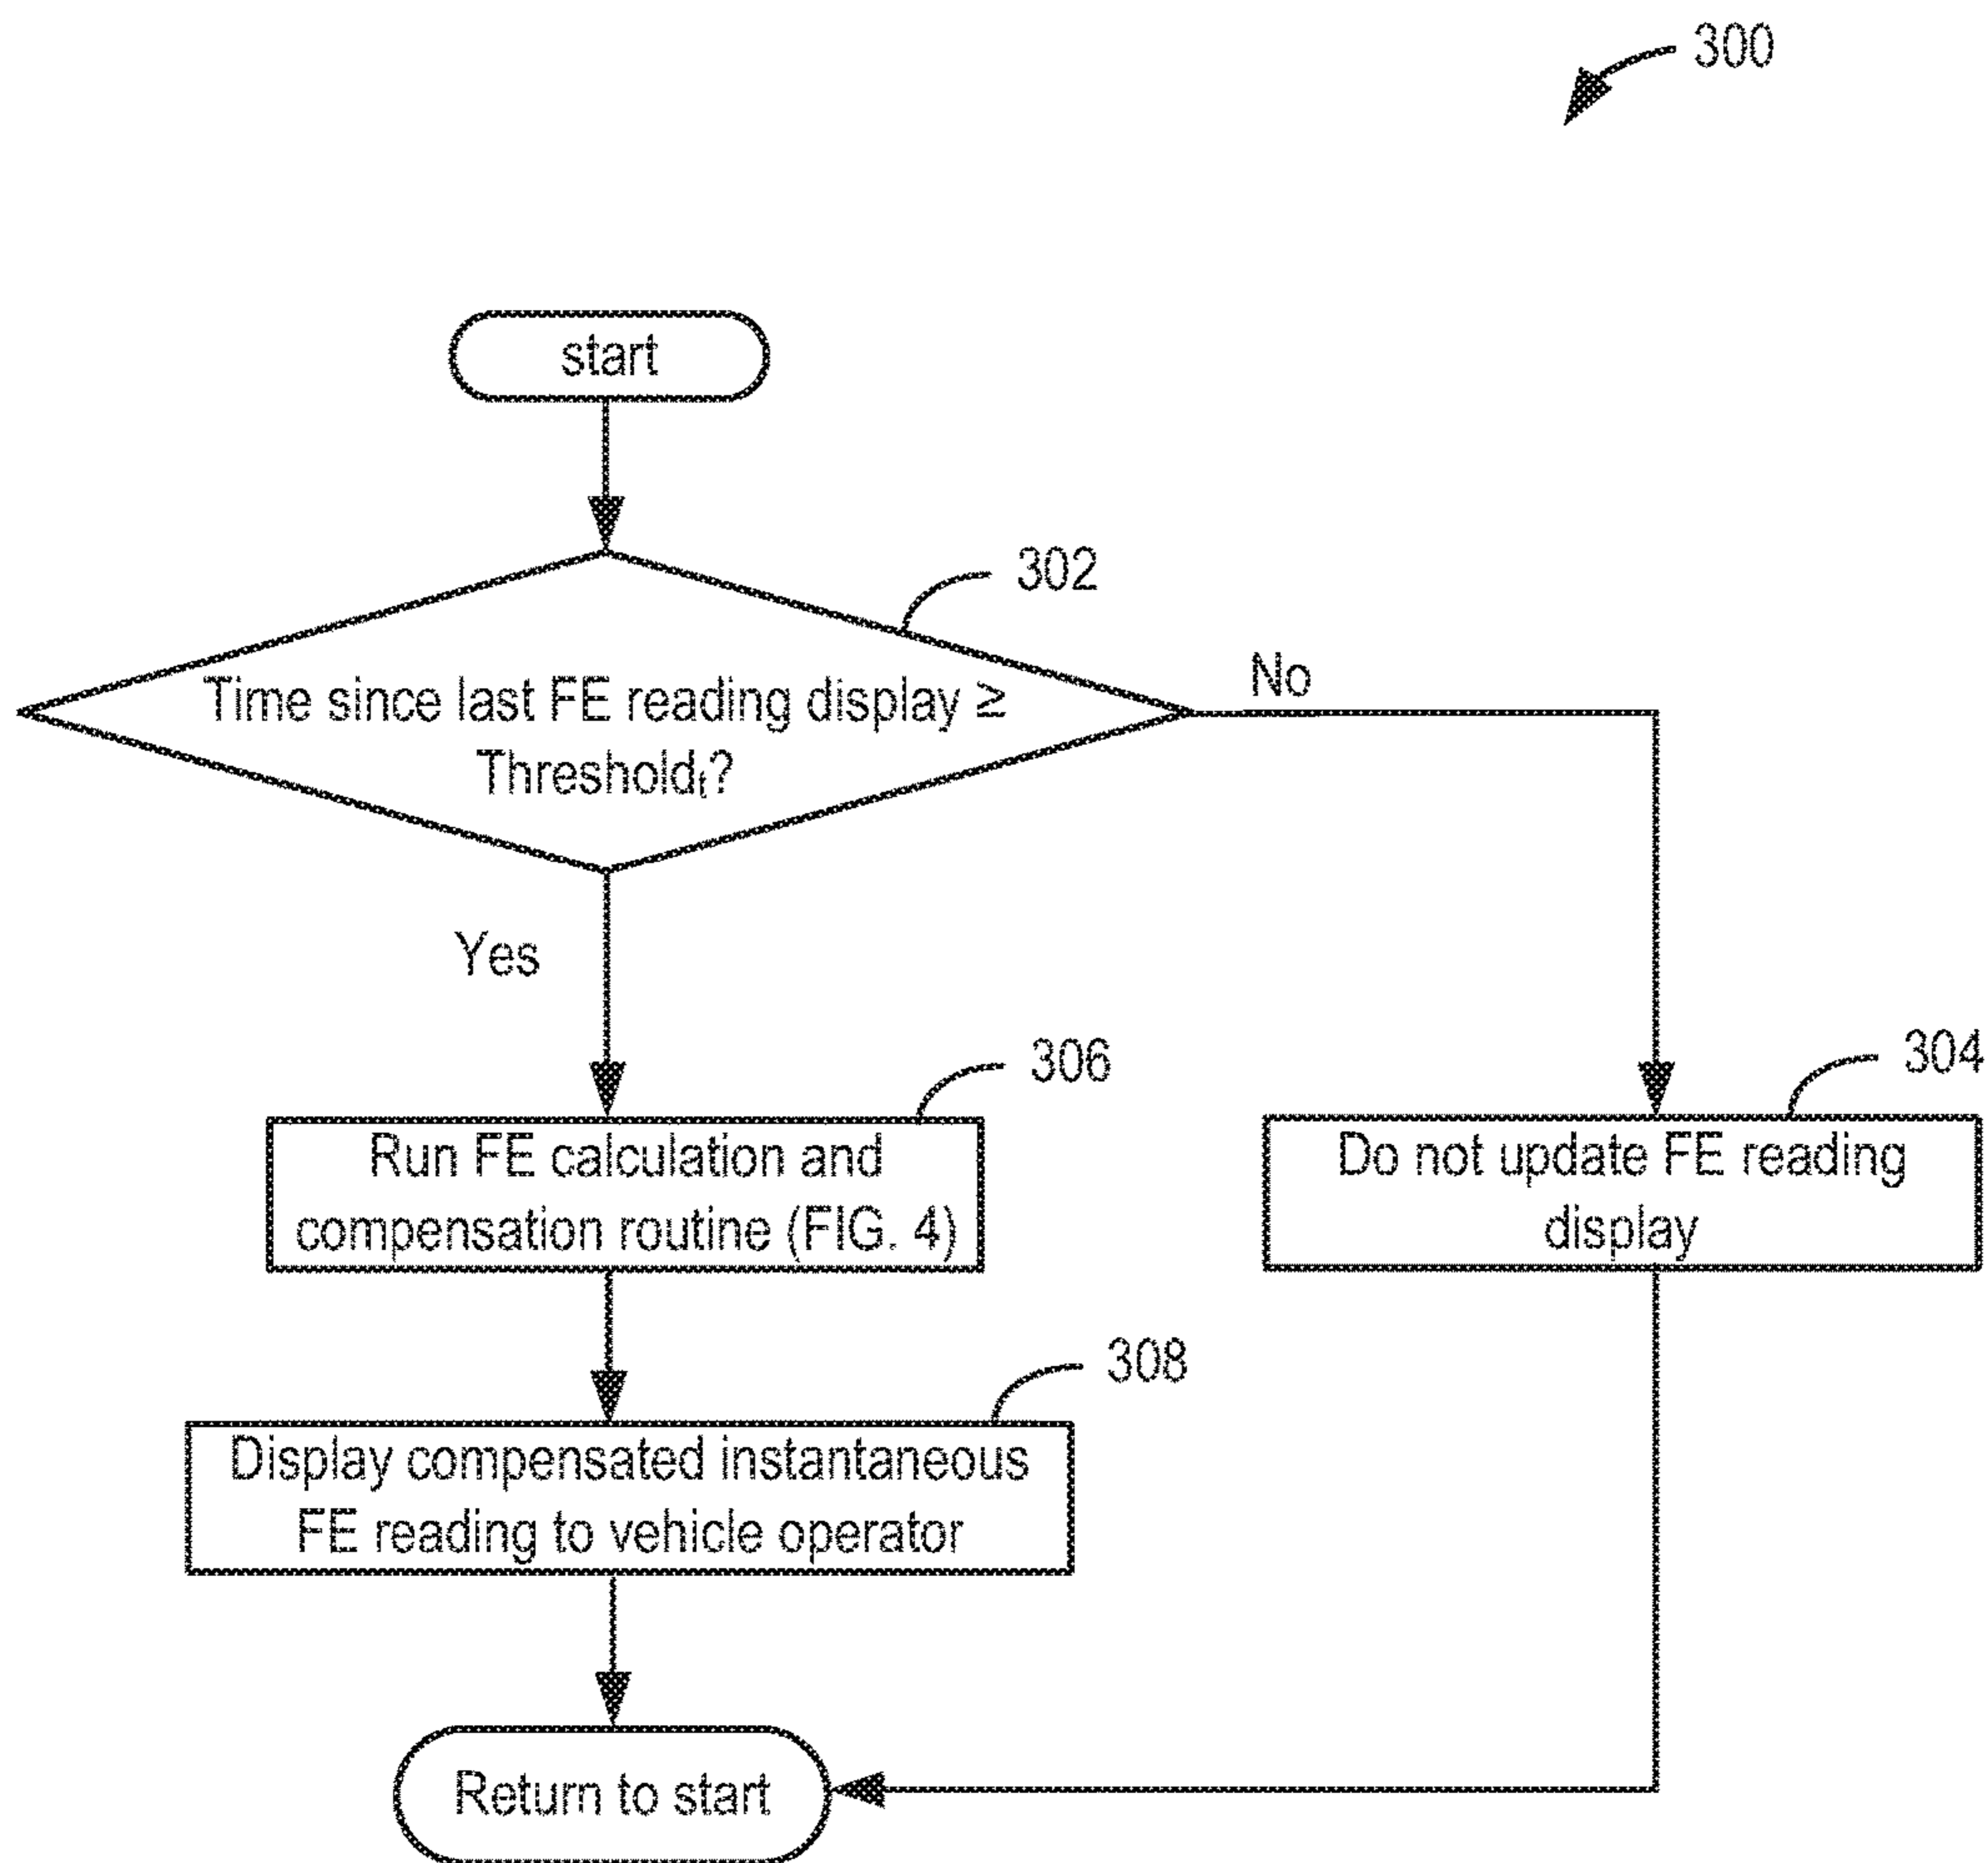 300
start
302
Time since last FE reading display ≥
Threshold_t?
No
Yes
306
Run FE calculation and
compensation routine (FIG. 4)
304
Do not update FE reading
display
308
Display compensated instantaneous
FE reading to vehicle operator
Return to start